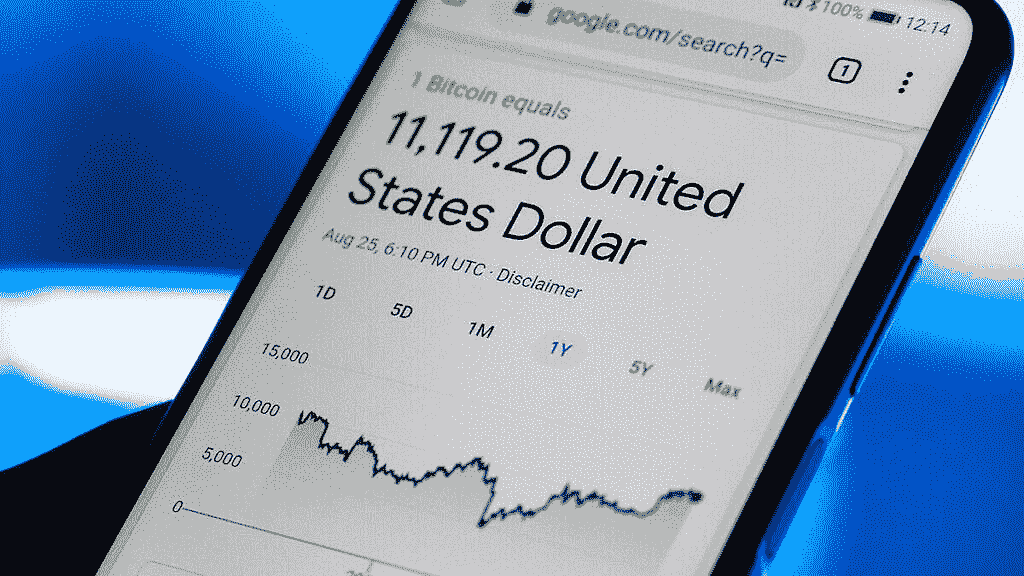 100% 12:14
google.com/search?q=
1
1 Bitcoin equals
11,119.20 United
States Dollar
Aug 25, 6:10 PM UTC · Disclaimer
1D 5D 1M 1Y 5Y Max
15,000
10,000
5,000
0